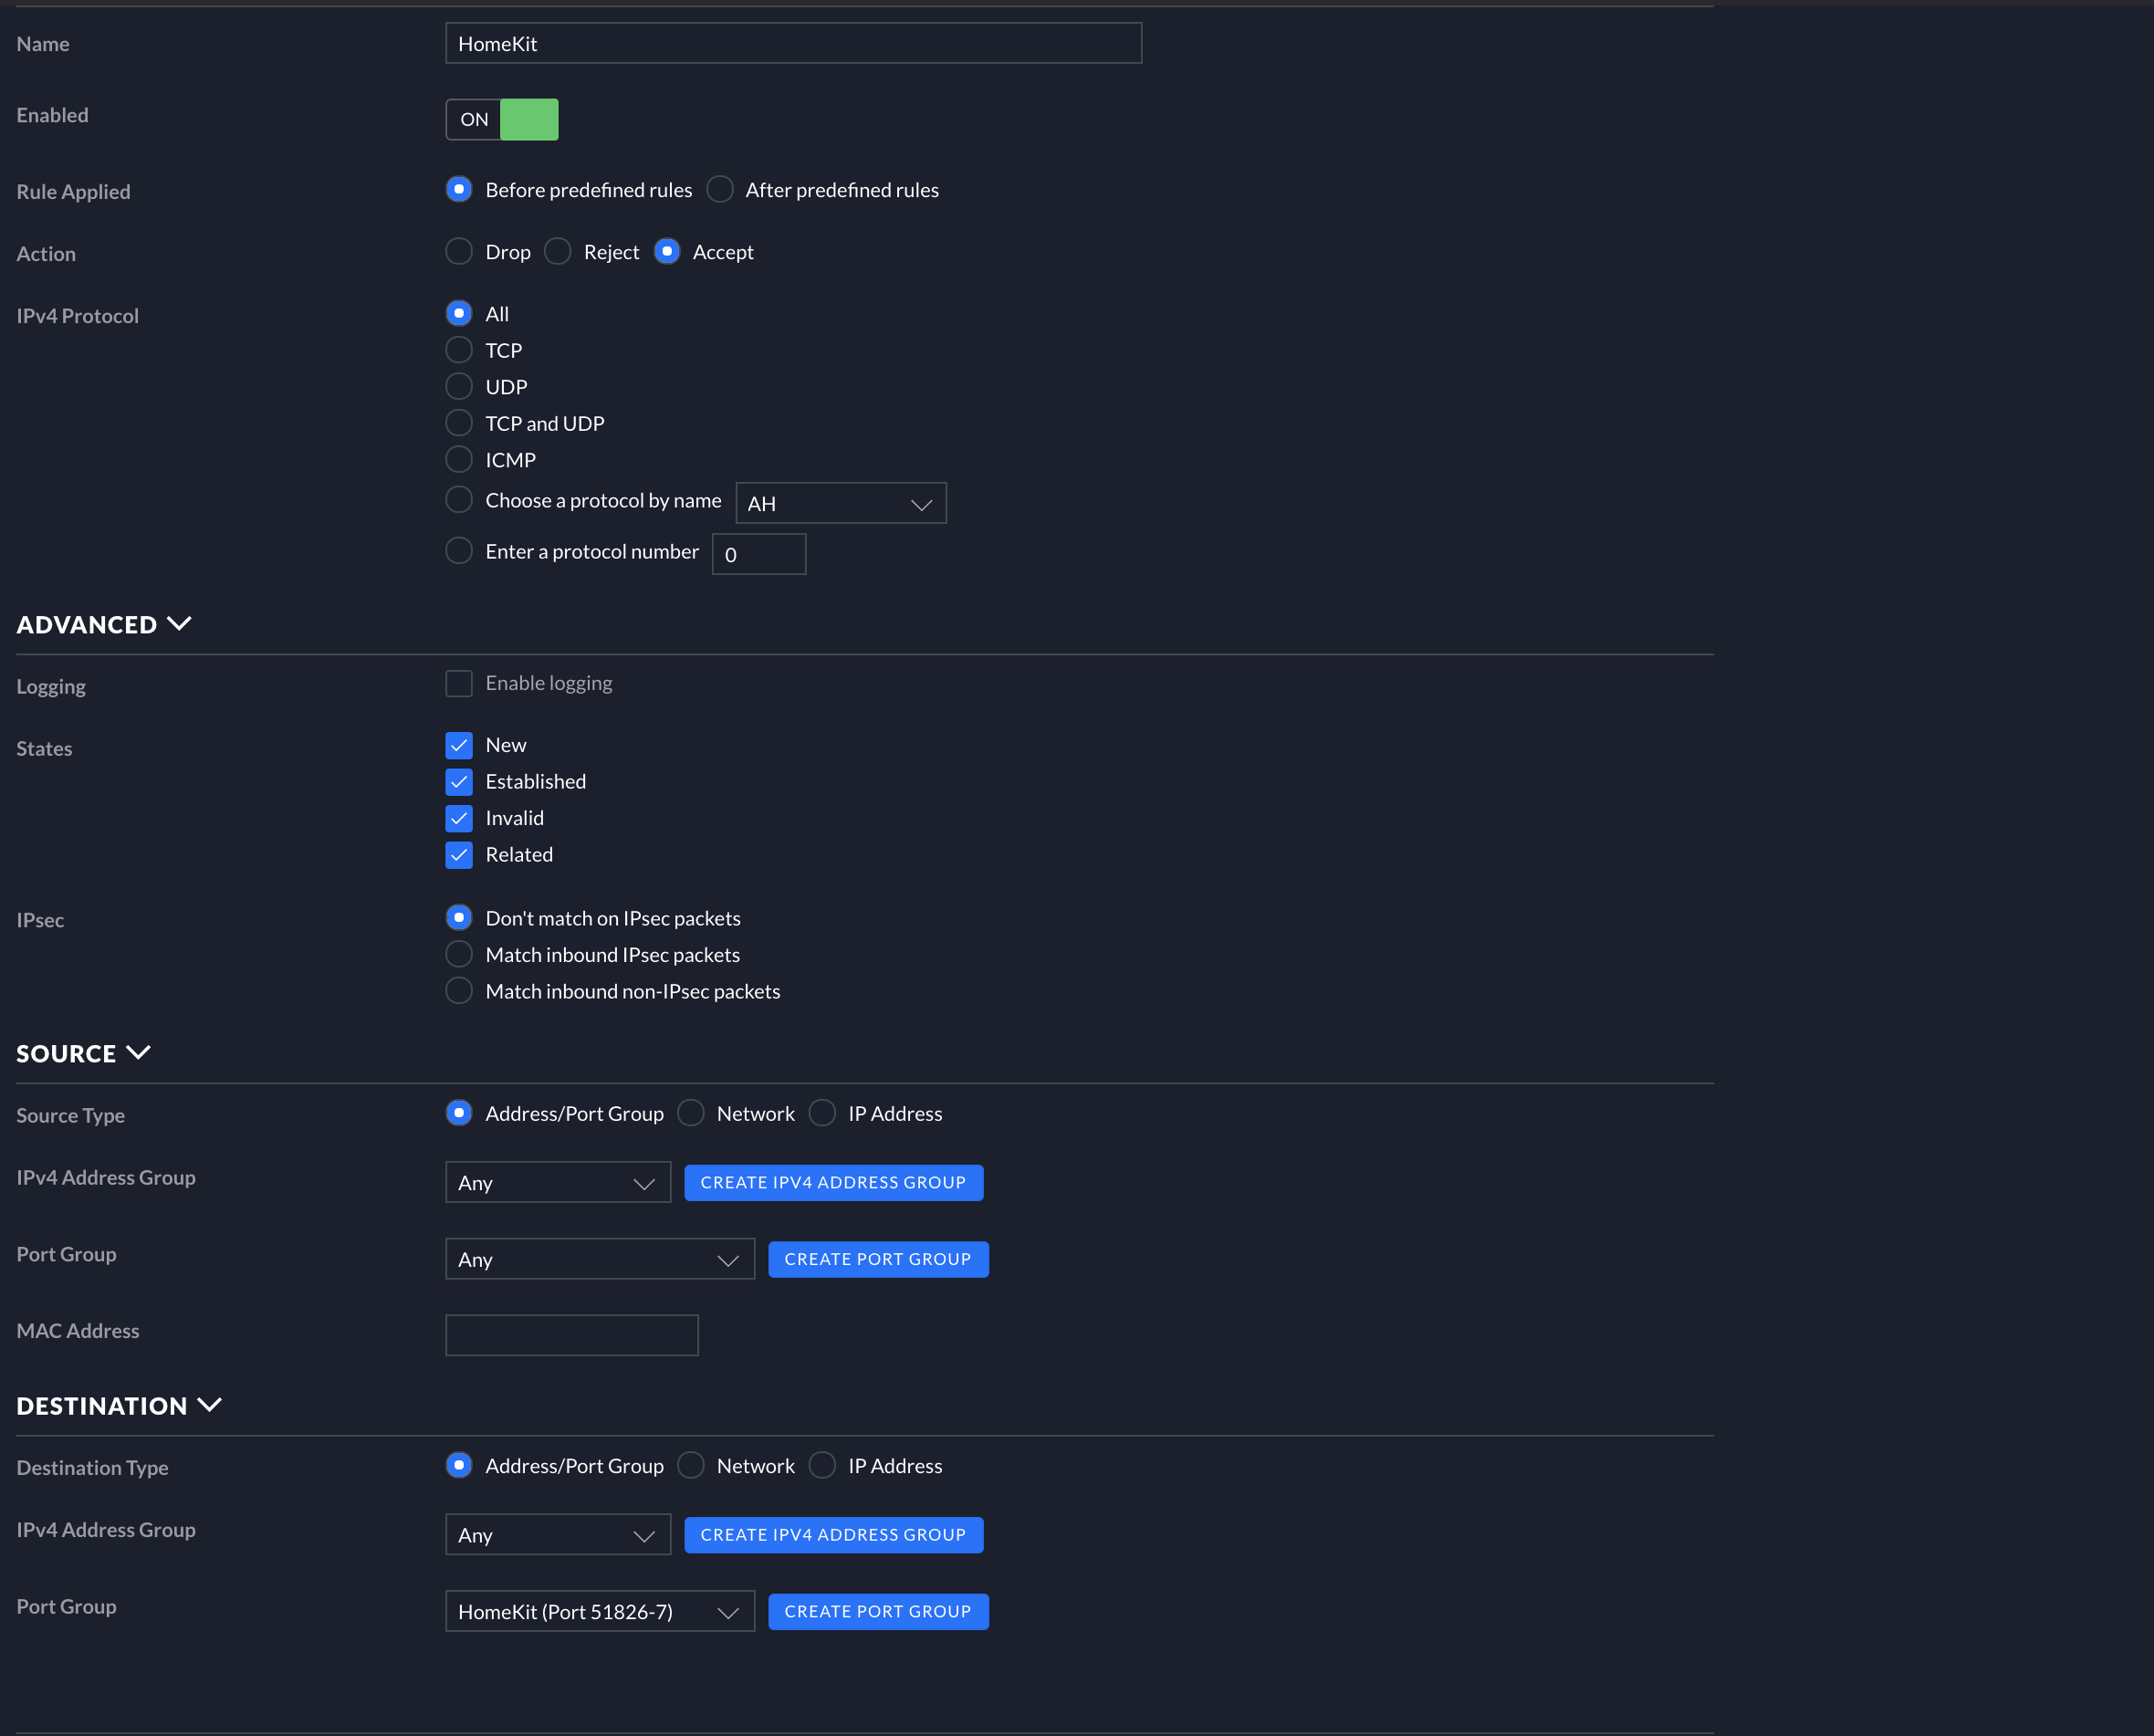 Name HomeKit
Enabled ON
Rule Applied Before predefined rules After predefined rules
Action Drop Reject Accept
IPv4 Protocol All
TCP
UDP
TCP and UDP
ICMP
Choose a protocol by name AH
Enter a protocol number 0
ADVANCED
Logging Enable logging
States New
Established
Invalid
Related
IPsec Don't match on IPsec packets
Match inbound IPsec packets
Match inbound non-IPsec packets
SOURCE
Source Type Address/Port Group Network IP Address
IPv4 Address Group Any CREATE IPV4 ADDRESS GROUP
Port Group Any CREATE PORT GROUP
MAC Address
DESTINATION
Destination Type Address/Port Group Network IP Address
IPv4 Address Group Any CREATE IPV4 ADDRESS GROUP
Port Group HomeKit (Port 51826-7) CREATE PORT GROUP